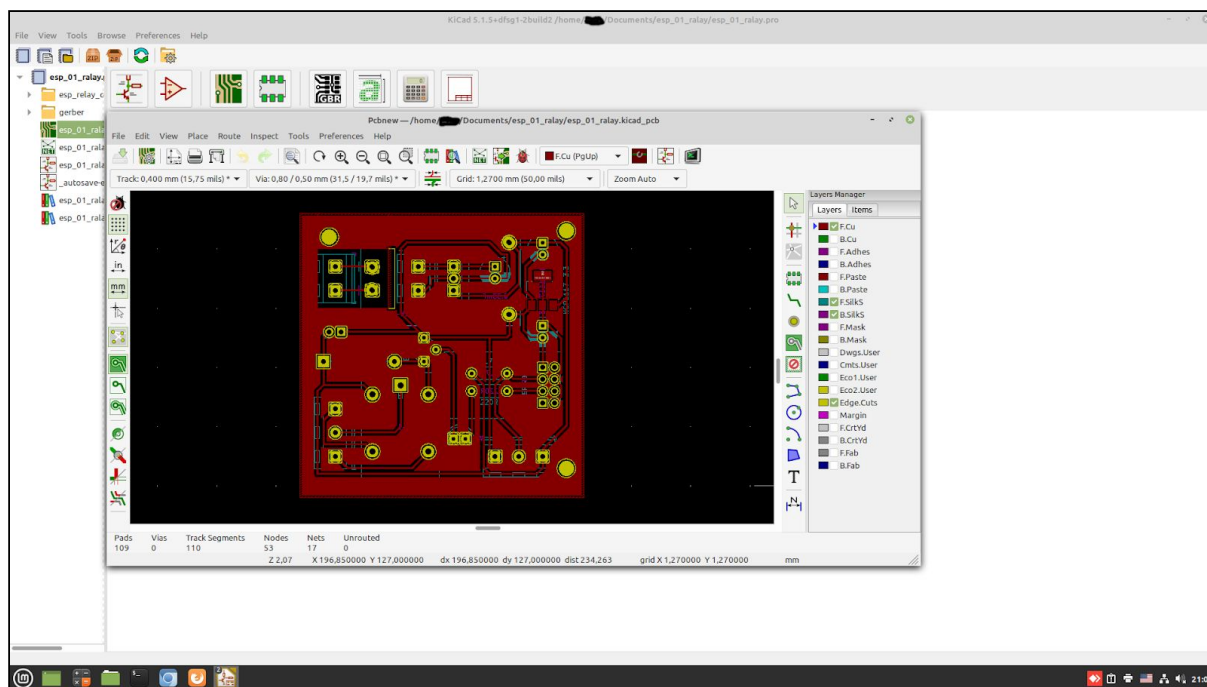 KiCad 5.1.5+dfsg1-2build2 /home/ /Documents/esp_01_ralay/esp_01_ralay.pro
File View Tools Browse Preferences Help
esp_01_ralay.
esp_relay_c
gerber
esp_01_rala
esp_01_rala
esp_01_rala
_autosave-e
esp_01_rala
esp_01_rala
Pcbnew — /home/ /Documents/esp_01_ralay/esp_01_ralay.kicad_pcb
File Edit View Place Route Inspect Tools Preferences Help
F.Cu (PgUp)
Track: 0,400 mm (15,75 mils) * Via: 0,80 / 0,50 mm (31,5 / 19,7 mils) * Grid: 1,2700 mm (50,00 mils) Zoom Auto
Layers Manager
Layers Items
F.Cu
B.Cu
F.Adhes
B.Adhes
F.Paste
B.Paste
F.SilkS
B.SilkS
F.Mask
B.Mask
Dwgs.User
Cmts.User
Eco1.User
Eco2.User
Edge.Cuts
Margin
F.CrtYd
B.CrtYd
F.Fab
B.Fab
in
mm
T
N
Pads Vias Track Segments Nodes Nets Unrouted
109 0 110 53 17 0
Z 2,07 X 196,850000 Y 127,000000 dx 196,850000 dy 127,000000 dist 234,263 grid X 1,270000 Y 1,270000 mm
21:0